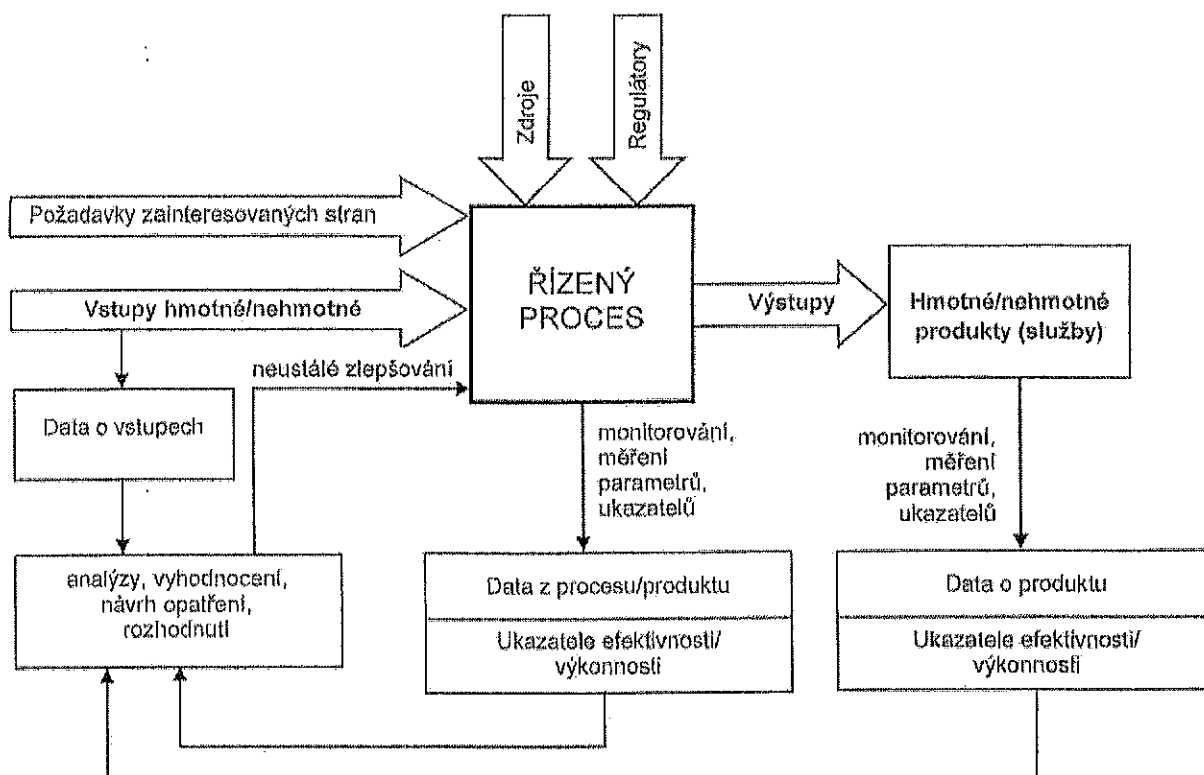 Zdroje
Regulátory
Požadavky zainteresovaných stran
ŘÍZENÝ
PROCES
Vstupy hmotné/nehmotné
Výstupy
Hmotné/nehmotné
produkty (služby)
neustálé zlepšování
Data o vstupech
monitorování,
měření
parametrů,
ukazatelů
monitorování,
měření
parametrů,
ukazatelů
analýzy, vyhodnocení,
návrh opatření,
rozhodnutí
Data z procesu/produktu
Ukazatele efektivnosti/
výkonnosti
Data o produktu
Ukazatele efektivnosti/
výkonnosti